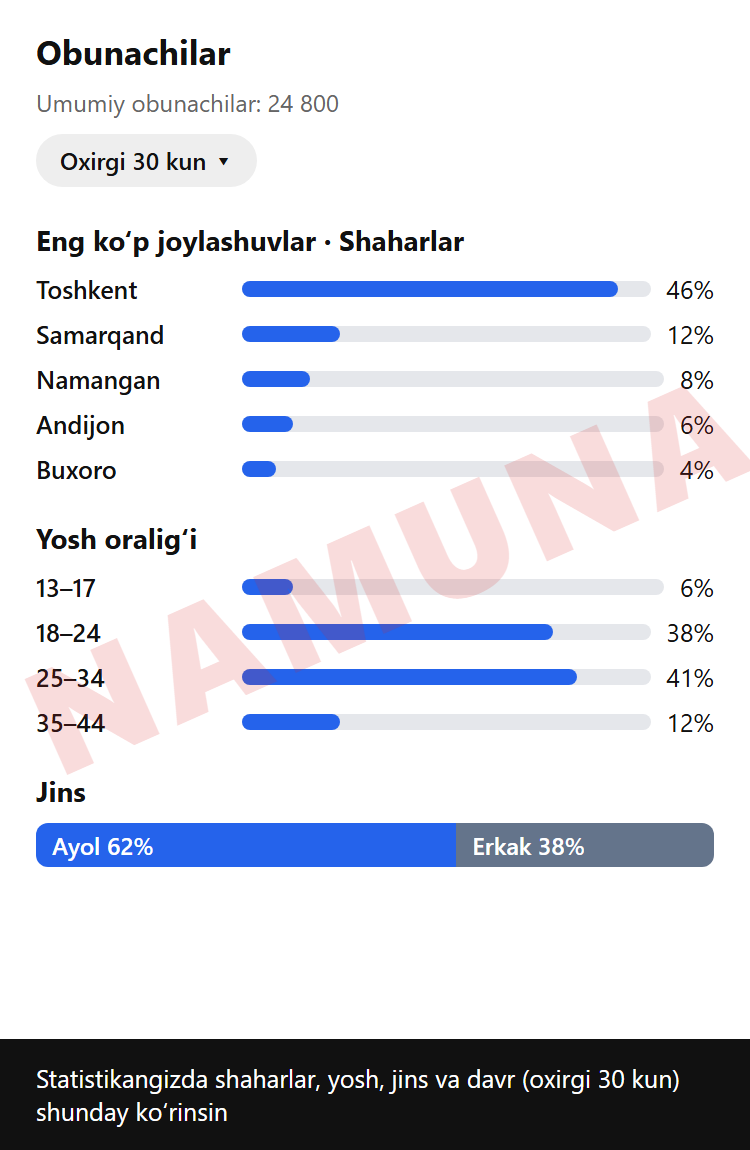 Obunachilar
Umumiy obunachilar: 24 800
Oxirgi 30 kun ▼
Eng koʻp joylashuvlar · Shaharlar
Toshkent 46%
Samarqand 12%
Namangan 8%
Andijon 6%
Buxoro 4%
Yosh oraligʻi
13–17 6%
18–24 38%
25–34 41%
35–44 12%
NAMUNA
Jins
Ayol 62% Erkak 38%
Statistikangizda shaharlar, yosh, jins va davr (oxirgi 30 kun)
shunday koʻrinsin